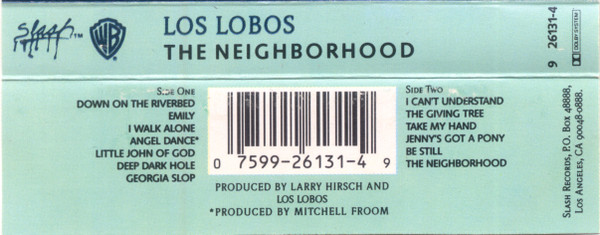 Slash ™
WB
LOS LOBOS
THE NEIGHBORHOOD
9 26131-4
DOLBY SYSTEM
SIDE ONE
DOWN ON THE RIVERBED
EMILY
I WALK ALONE
ANGEL DANCE*
LITTLE JOHN OF GOD
DEEP DARK HOLE
GEORGIA SLOP
0 7599-26131-4 9
PRODUCED BY LARRY HIRSCH AND
LOS LOBOS
*PRODUCED BY MITCHELL FROOM
SIDE TWO
I CAN'T UNDERSTAND
THE GIVING TREE
TAKE MY HAND
JENNY'S GOT A PONY
BE STILL
THE NEIGHBORHOOD
SLASH RECORDS, P.O. BOX 48888,
LOS ANGELES, CA 90048-0888.